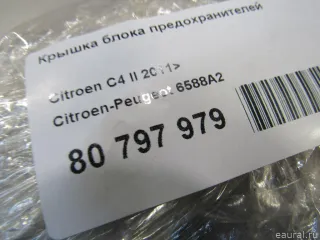 Крышка блока предохранителей
Citroen C4 II 2011>
Citroen-Peugeot 6588A2
80 797 979
eaural.ru